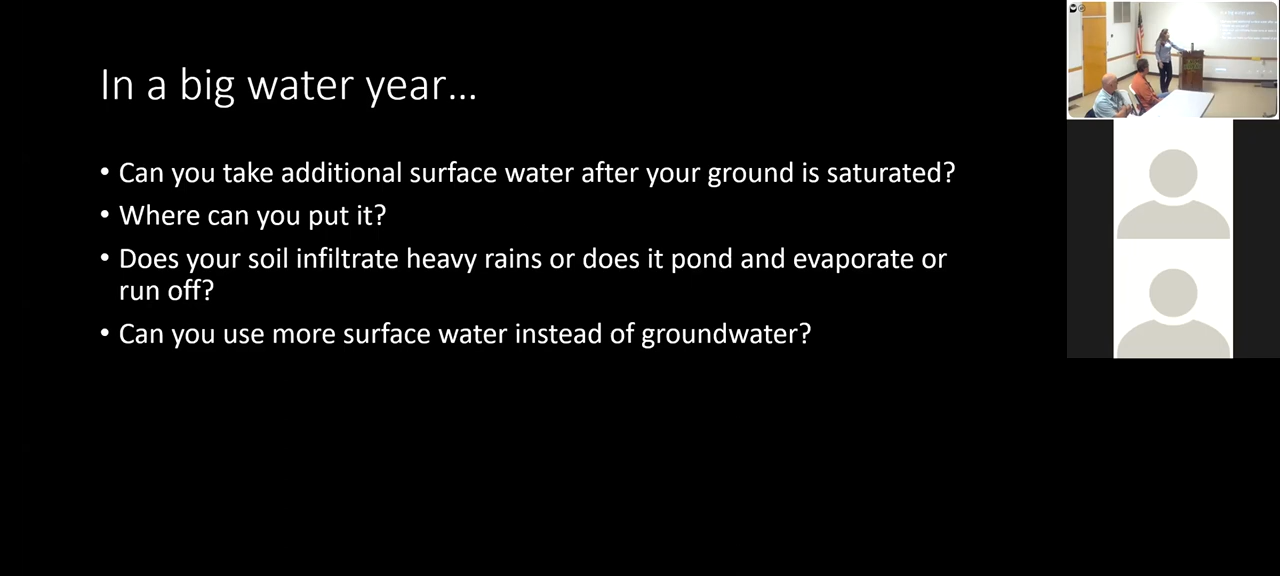 In a big water year…
• Can you take additional surface water after your ground is saturated?
• Where can you put it?
• Does your soil infiltrate heavy rains or does it pond and evaporate or
run off?
• Can you use more surface water instead of groundwater?